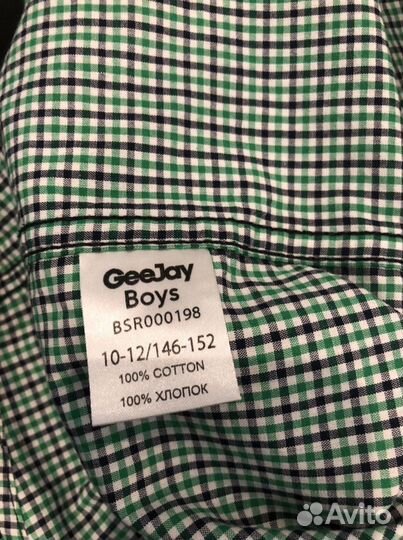 GeeJay
Boys
BSR000198
10-12/146-152
100% COTTON
100% ХЛОПОК
Avito